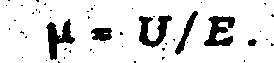 μ = U/E.